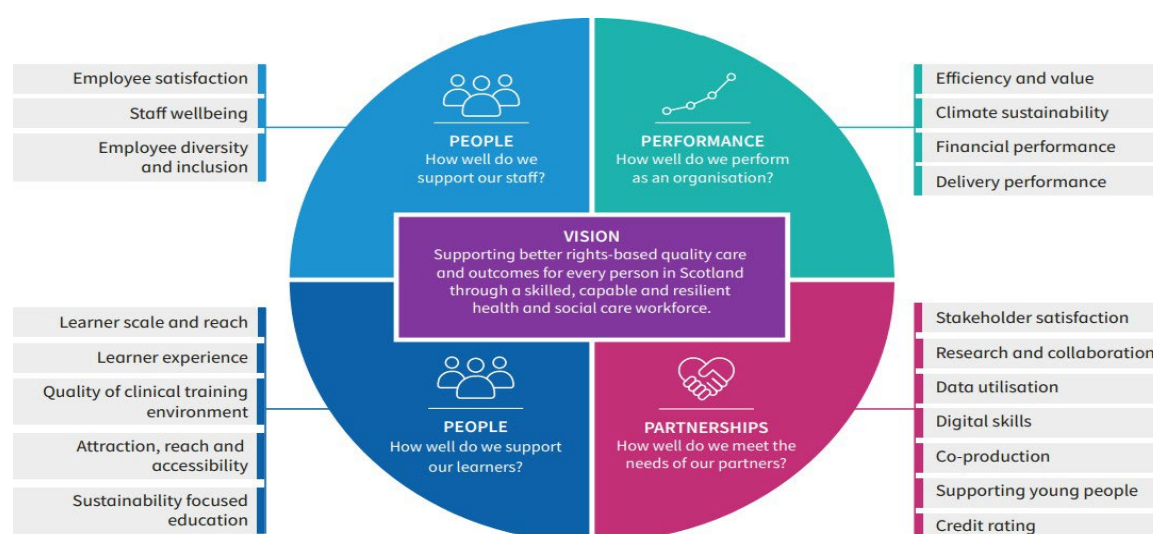 Employee satisfaction
Staff wellbeing
Employee diversity
and inclusion
PEOPLE
How well do we
support our staff?
PERFORMANCE
How well do we perform
as an organisation?
Efficiency and value
Climate sustainability
Financial performance
Delivery performance
VISION
Supporting better rights-based quality care
and outcomes for every person in Scotland
through a skilled, capable and resilient
health and social care workforce.
Learner scale and reach
Learner experience
Quality of clinical training
environment
Attraction, reach and
accessibility
Sustainability focused
education
PEOPLE
How well do we support
our learners?
PARTNERSHIPS
How well do we meet the
needs of our partners?
Stakeholder satisfaction
Research and collaboration
Data utilisation
Digital skills
Co-production
Supporting young people
Credit rating